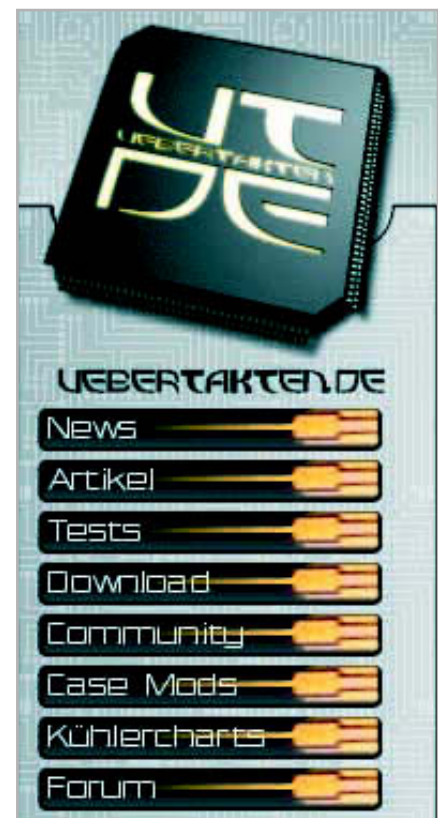 UT
UEBERTAKTEN
DE
UEBERTAKTEN.DE
News
Artikel
Tests
Download
Community
Case Mods
Kühlercharts
Forum